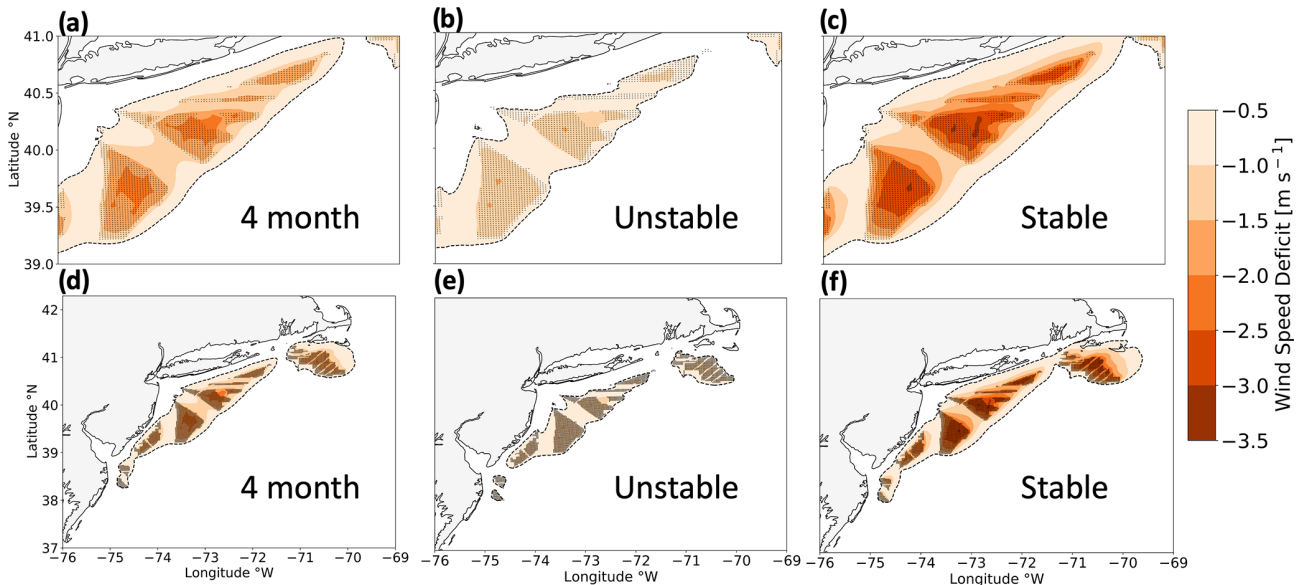 (a) (b) (c)
41.0
40.5
40.0
39.5
39.0
Latitude °N
4 month Unstable Stable
−0.5
−1.0
−1.5
−2.0
−2.5
−3.0
−3.5
Wind Speed Deficit [m s⁻¹]
(d) (e) (f)
42
41
40
39
38
37
Latitude °N
4 month Unstable Stable
−76 −75 −74 −73 −72 −71 −70 −69
−76 −75 −74 −73 −72 −71 −70 −69
−76 −75 −74 −73 −72 −71 −70 −69
Longitude °W Longitude °W Longitude °W